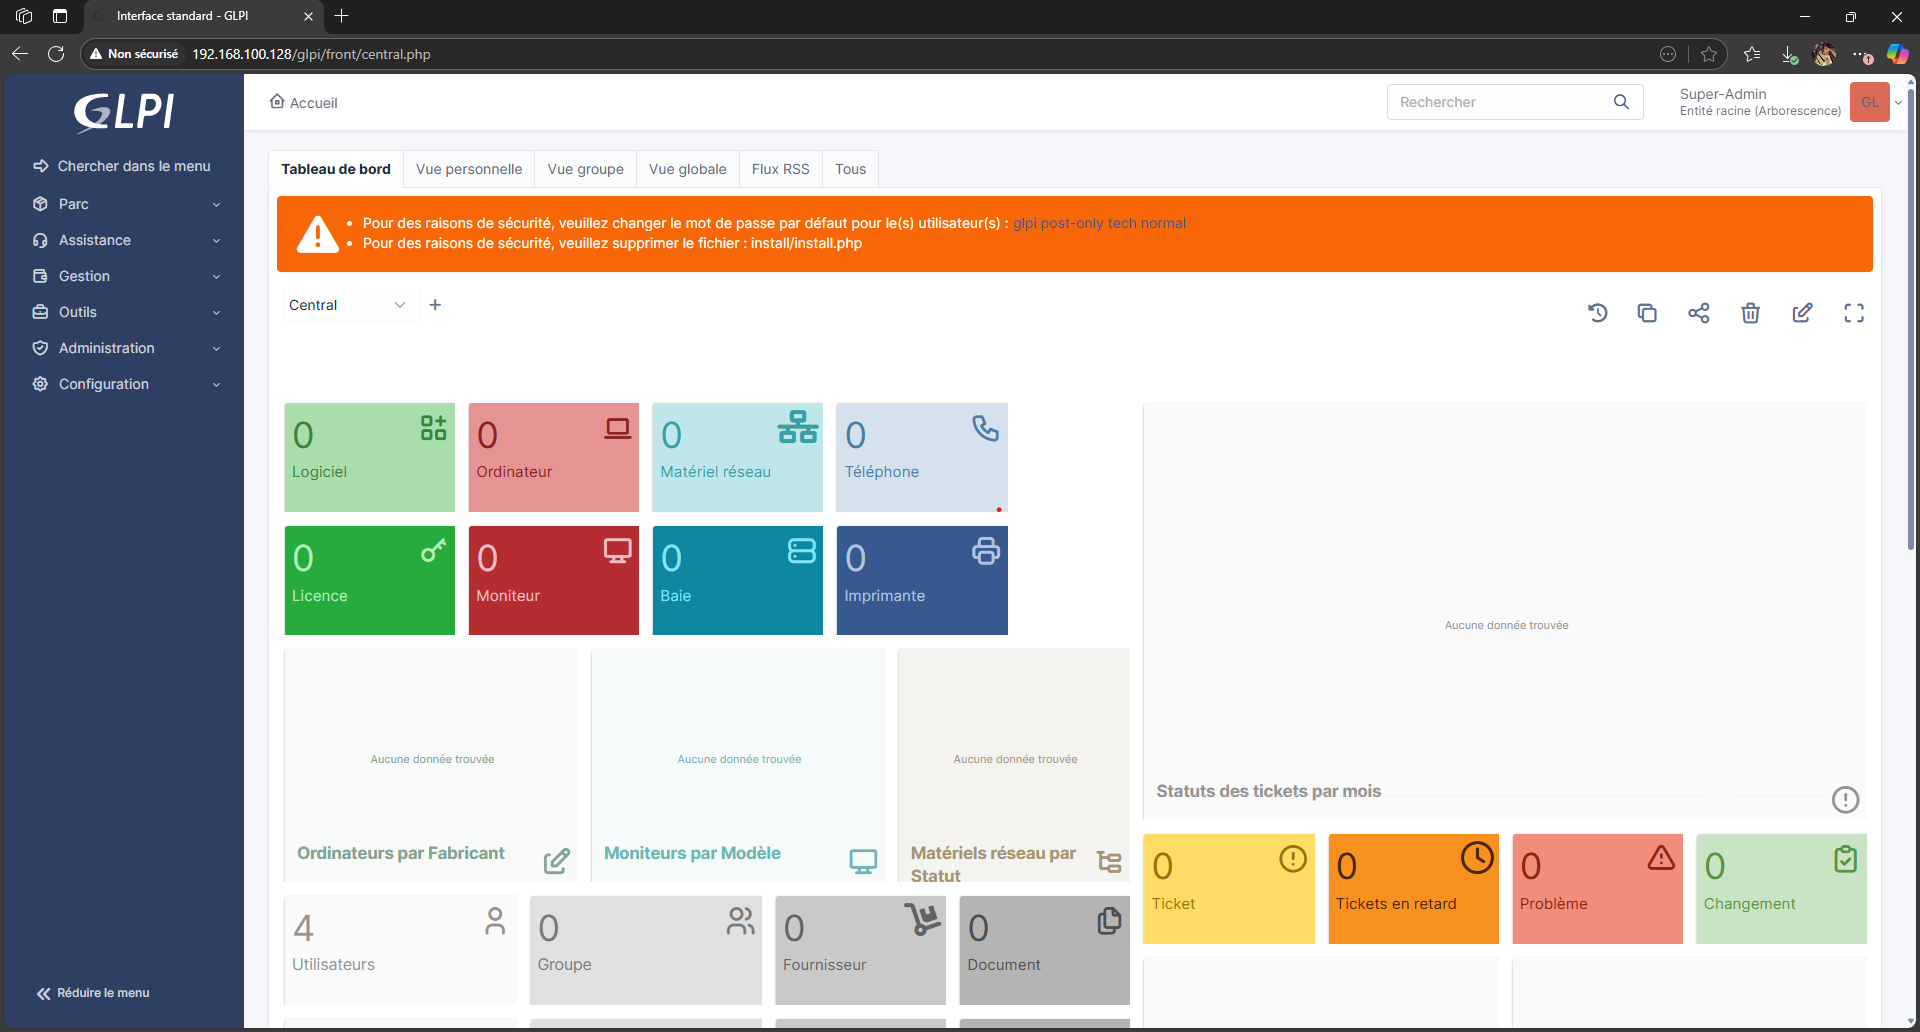 Interface standard - GLPI
Non sécurisé
192.168.100.128/glpi/front/central.php
GLPI
Accueil
Rechercher
Super-Admin
Entité racine (Arborescence)
GL
Chercher dans le menu
Parc
Assistance
Gestion
Outils
Administration
Configuration
Réduire le menu
Tableau de bord
Vue personnelle
Vue groupe
Vue globale
Flux RSS
Tous
• Pour des raisons de sécurité, veuillez changer le mot de passe par défaut pour le(s) utilisateur(s) : glpi post-only tech normal
• Pour des raisons de sécurité, veuillez supprimer le fichier : install/install.php
Central
0
Logiciel
0
Ordinateur
0
Matériel réseau
0
Téléphone
0
Licence
0
Moniteur
0
Baie
0
Imprimante
Aucune donnée trouvée
Statuts des tickets par mois
Aucune donnée trouvée
Ordinateurs par Fabricant
Aucune donnée trouvée
Moniteurs par Modèle
Aucune donnée trouvée
Matériels réseau par
Statut
0
Ticket
0
Tickets en retard
0
Problème
0
Changement
4
Utilisateurs
0
Groupe
0
Fournisseur
0
Document